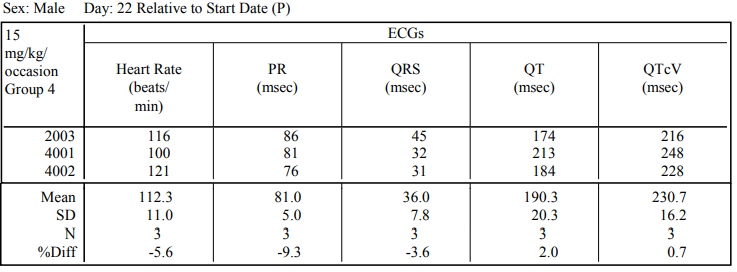 Sex: Male Day: 22 Relative to Start Date (P)
15 mg/kg/occasion Group 4
ECGs
Heart Rate (beats/min) PR (msec) QRS (msec) QT (msec) QTcV (msec)
2003 116 86 45 174 216
4001 100 81 32 213 248
4002 121 76 31 184 228
Mean 112.3 81.0 36.0 190.3 230.7
SD 11.0 5.0 7.8 20.3 16.2
N 3 3 3 3 3
%Diff -5.6 -9.3 -3.6 2.0 0.7